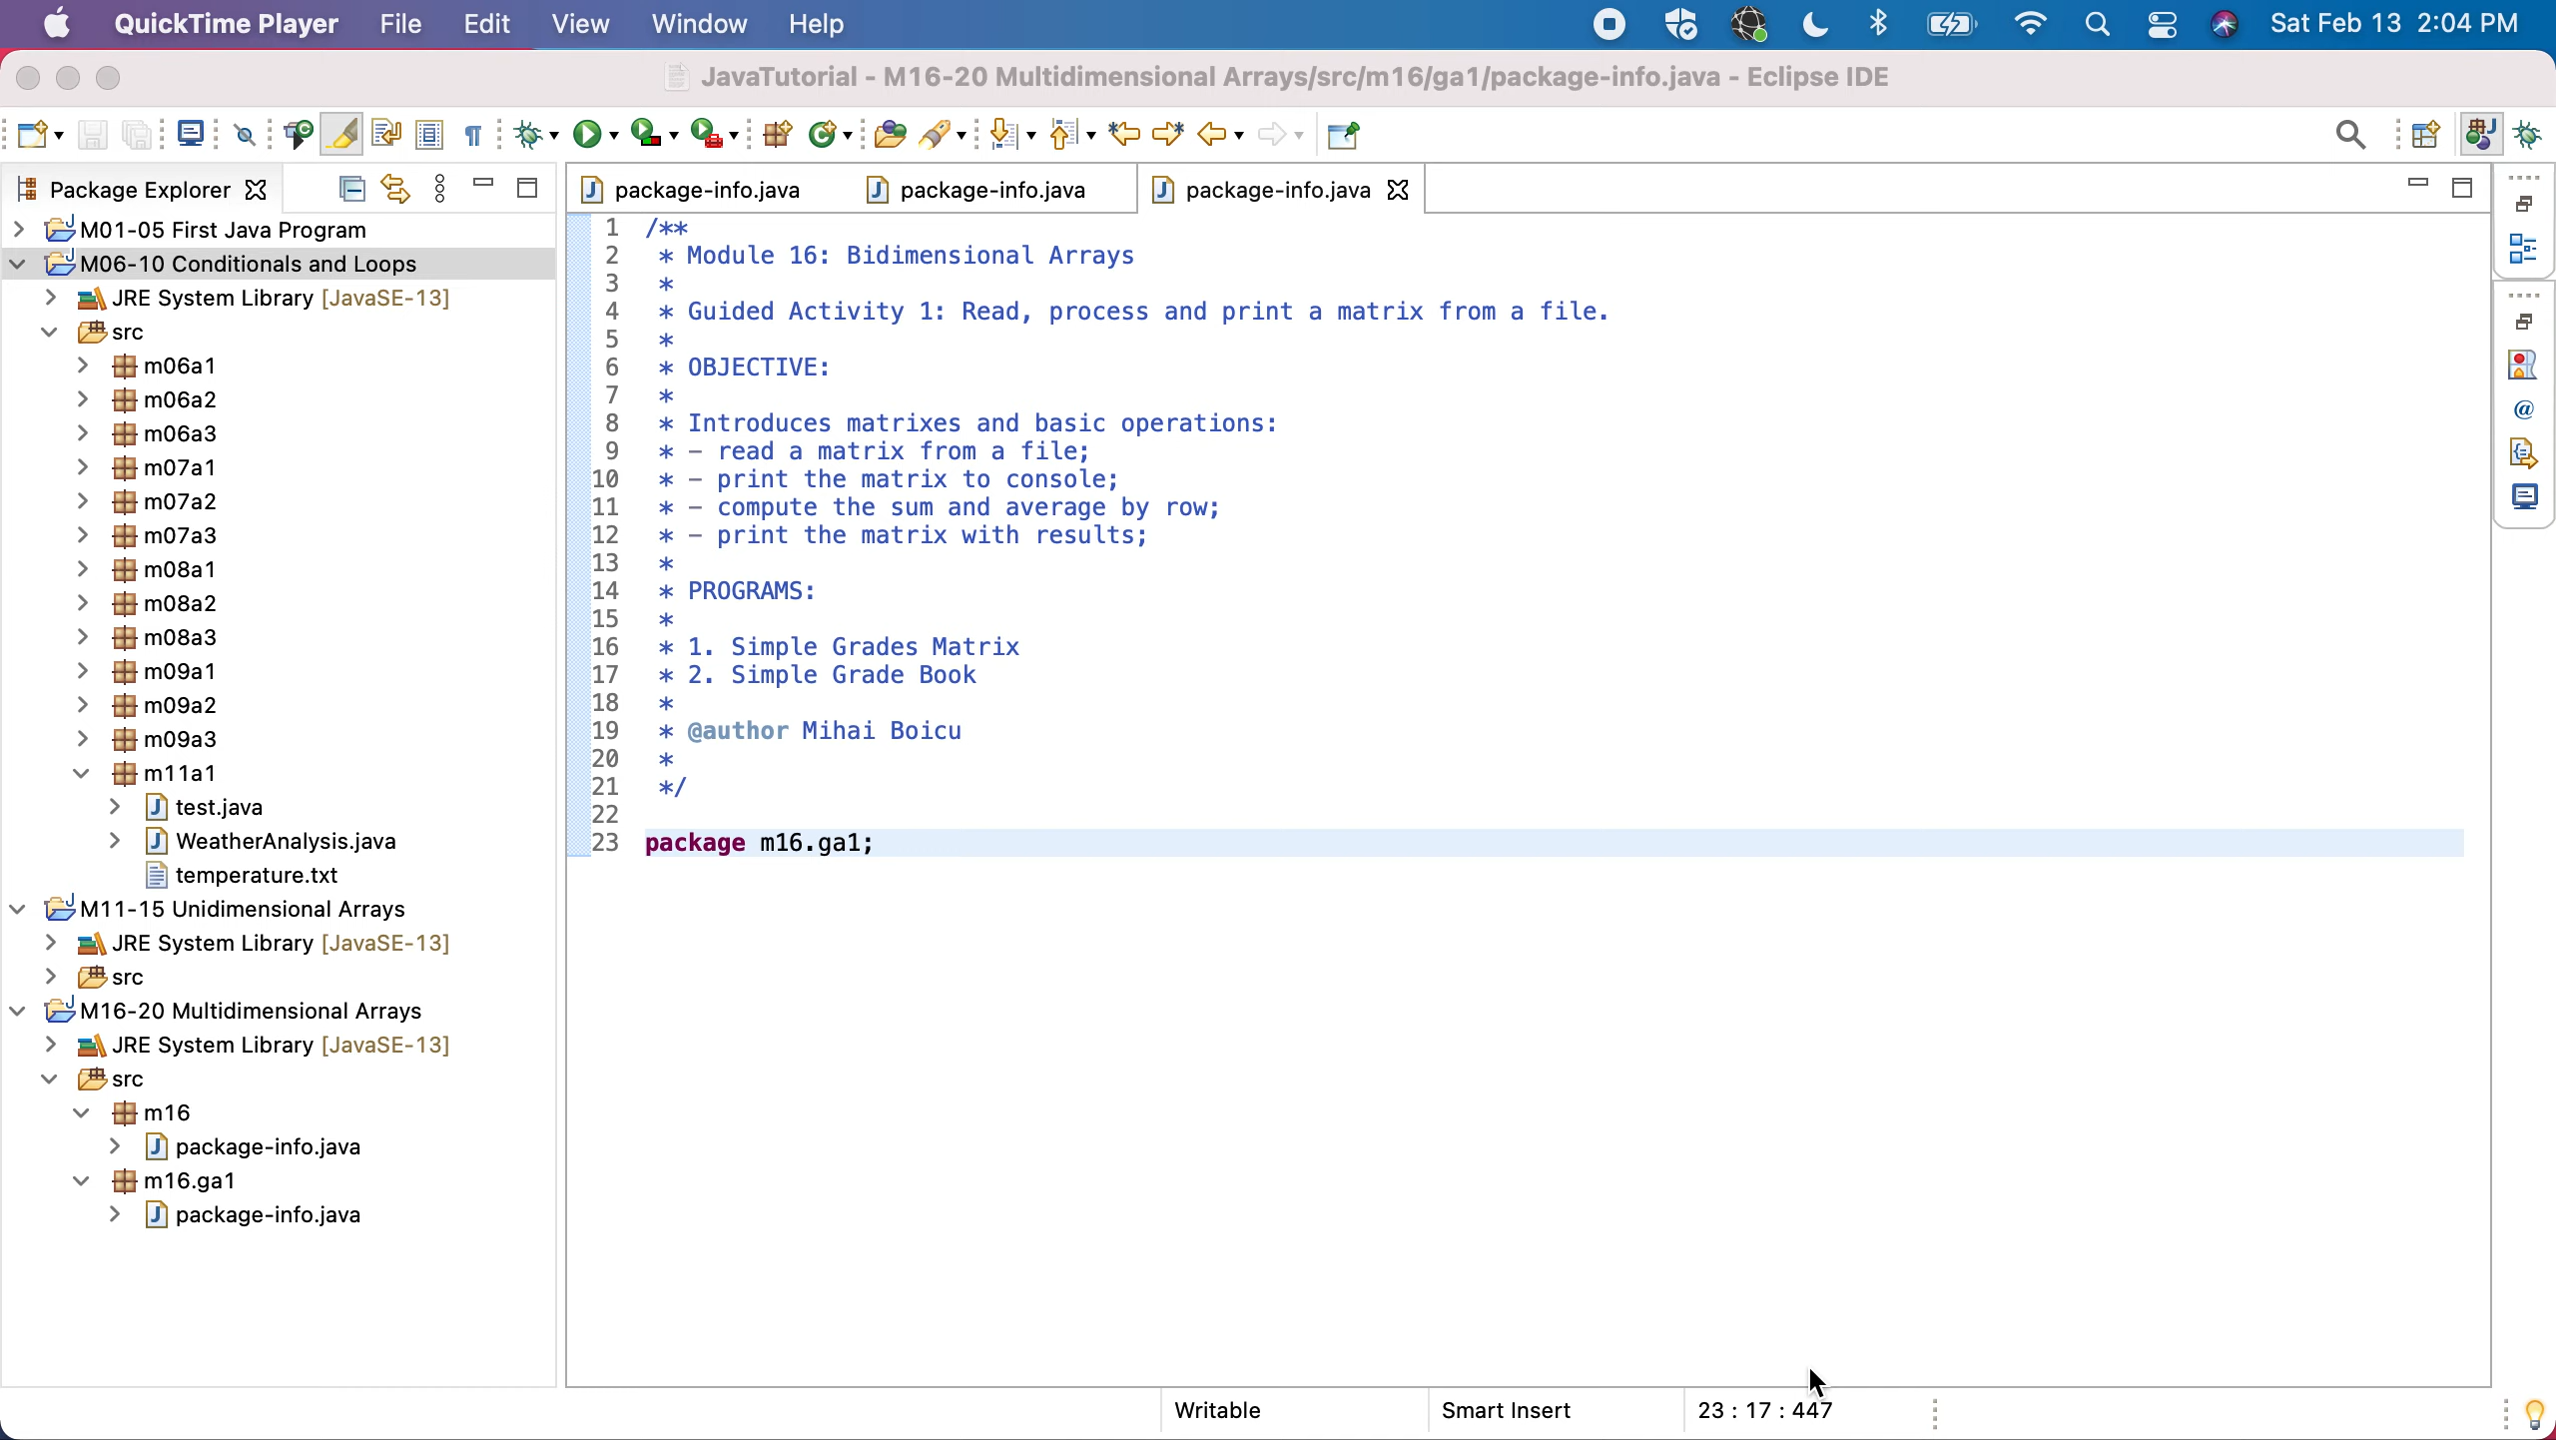 QuickTime Player File Edit View Window Help Sat Feb 13 2:04 PM
JavaTutorial - M16-20 Multidimensional Arrays/src/m16/ga1/package-info.java - Eclipse IDE
Package Explorer
M01-05 First Java Program
M06-10 Conditionals and Loops
JRE System Library [JavaSE-13]
src
m06a1
m06a2
m06a3
m07a1
m07a2
m07a3
m08a1
m08a2
m08a3
m09a1
m09a2
m09a3
m11a1
test.java
WeatherAnalysis.java
temperature.txt
M11-15 Unidimensional Arrays
JRE System Library [JavaSE-13]
src
M16-20 Multidimensional Arrays
JRE System Library [JavaSE-13]
src
m16
package-info.java
m16.ga1
package-info.java
package-info.java package-info.java package-info.java
1 /**
2 * Module 16: Bidimensional Arrays
3 *
4 * Guided Activity 1: Read, process and print a matrix from a file.
5 *
6 * OBJECTIVE:
7 *
8 * Introduces matrixes and basic operations:
9 * - read a matrix from a file;
10 * - print the matrix to console;
11 * - compute the sum and average by row;
12 * - print the matrix with results;
13 *
14 * PROGRAMS:
15 *
16 * 1. Simple Grades Matrix
17 * 2. Simple Grade Book
18 *
19 * @author Mihai Boicu
20 *
21 */
22
23 package m16.ga1;
Writable Smart Insert 23 : 17 : 447